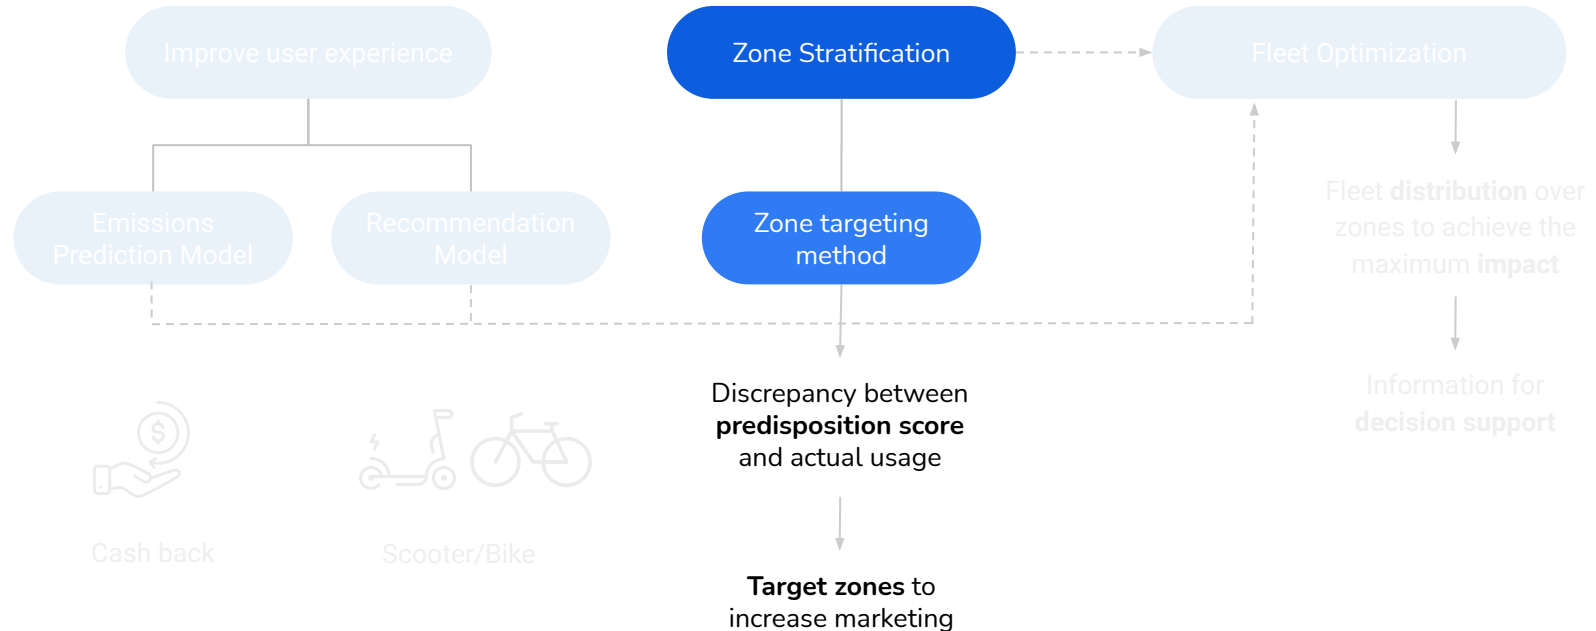 Improve user experience
Zone Stratification
Fleet Optimization
Emissions
Prediction Model
Recommendation
Model
Zone targeting
method
Fleet distribution over
zones to achieve the
maximum impact
Discrepancy between
predisposition score
and actual usage
Information for
decision support
$
Cash back
Scooter/Bike
Target zones to
increase marketing